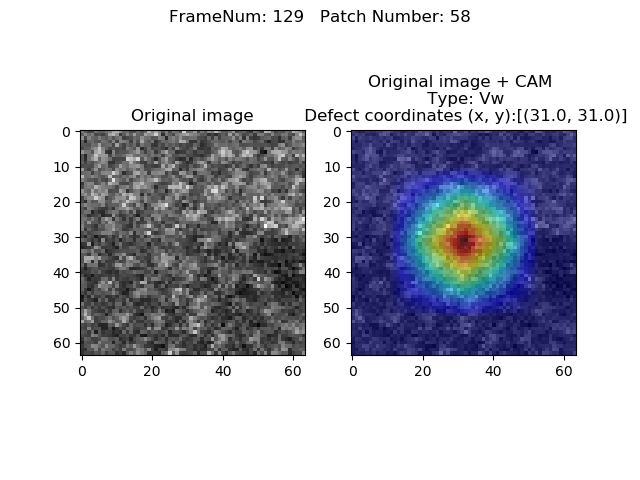 FrameNum: 129   Patch Number: 58
Original image
0
10
20
30
40
50
60
0 20 40 60
Original image + CAM
Type: Vw
Defect coordinates (x, y):[(31.0, 31.0)]
0
10
20
30
40
50
60
0 20 40 60